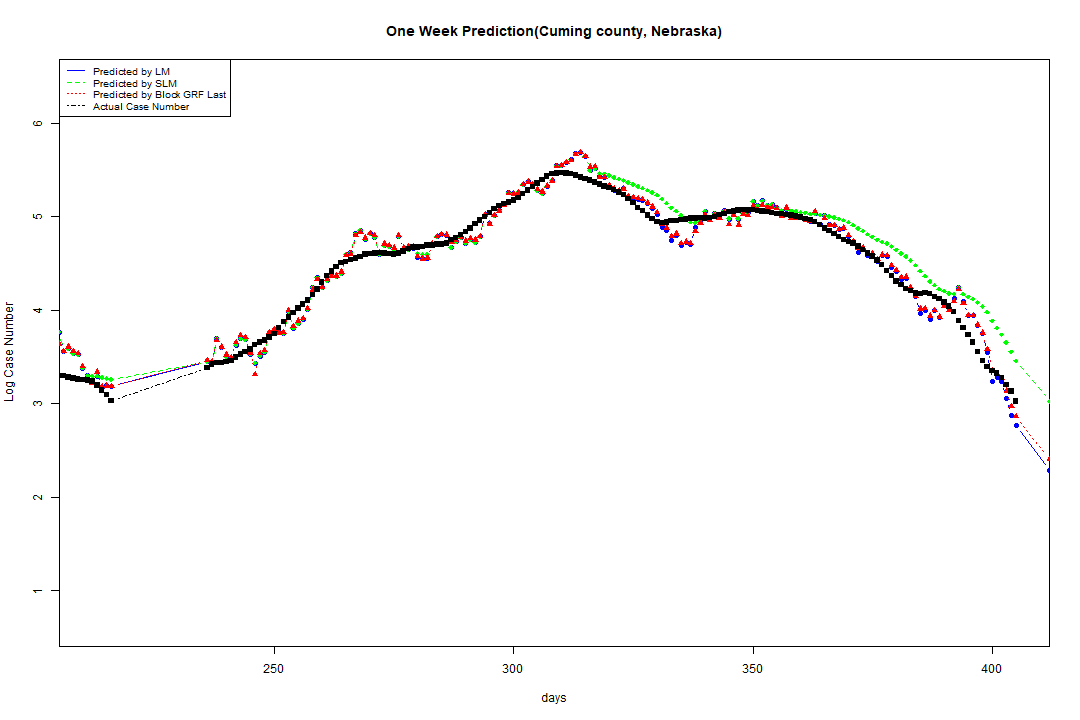 One Week Prediction(Cuming county, Nebraska)
Predicted by LM
Predicted by SLM
Predicted by Block GRF Last
Actual Case Number
6
5
4
3
2
1
Log Case Number
250
300
350
400
days